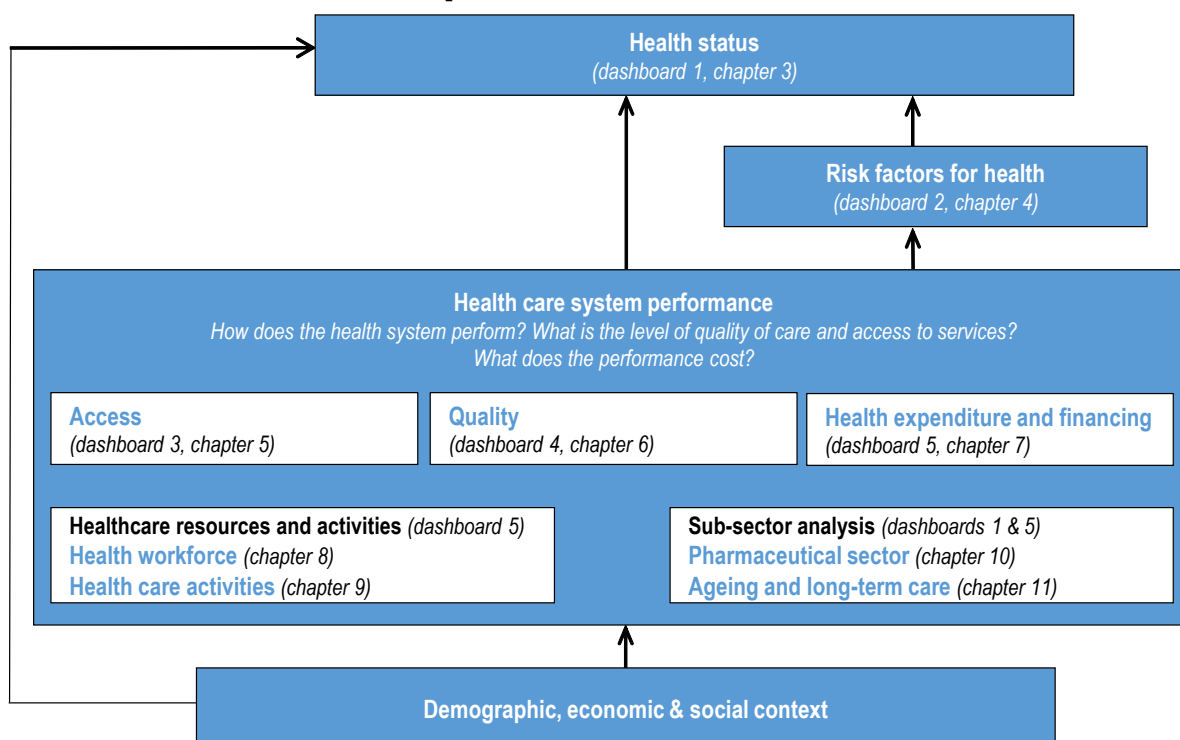 Health status
(dashboard 1, chapter 3)
Risk factors for health
(dashboard 2, chapter 4)
Health care system performance
How does the health system perform? What is the level of quality of care and access to services?
What does the performance cost?
Access
(dashboard 3, chapter 5)
Quality
(dashboard 4, chapter 6)
Health expenditure and financing
(dashboard 5, chapter 7)
Healthcare resources and activities (dashboard 5)
Health workforce (chapter 8)
Health care activities (chapter 9)
Sub-sector analysis (dashboards 1 & 5)
Pharmaceutical sector (chapter 10)
Ageing and long-term care (chapter 11)
Demographic, economic & social context